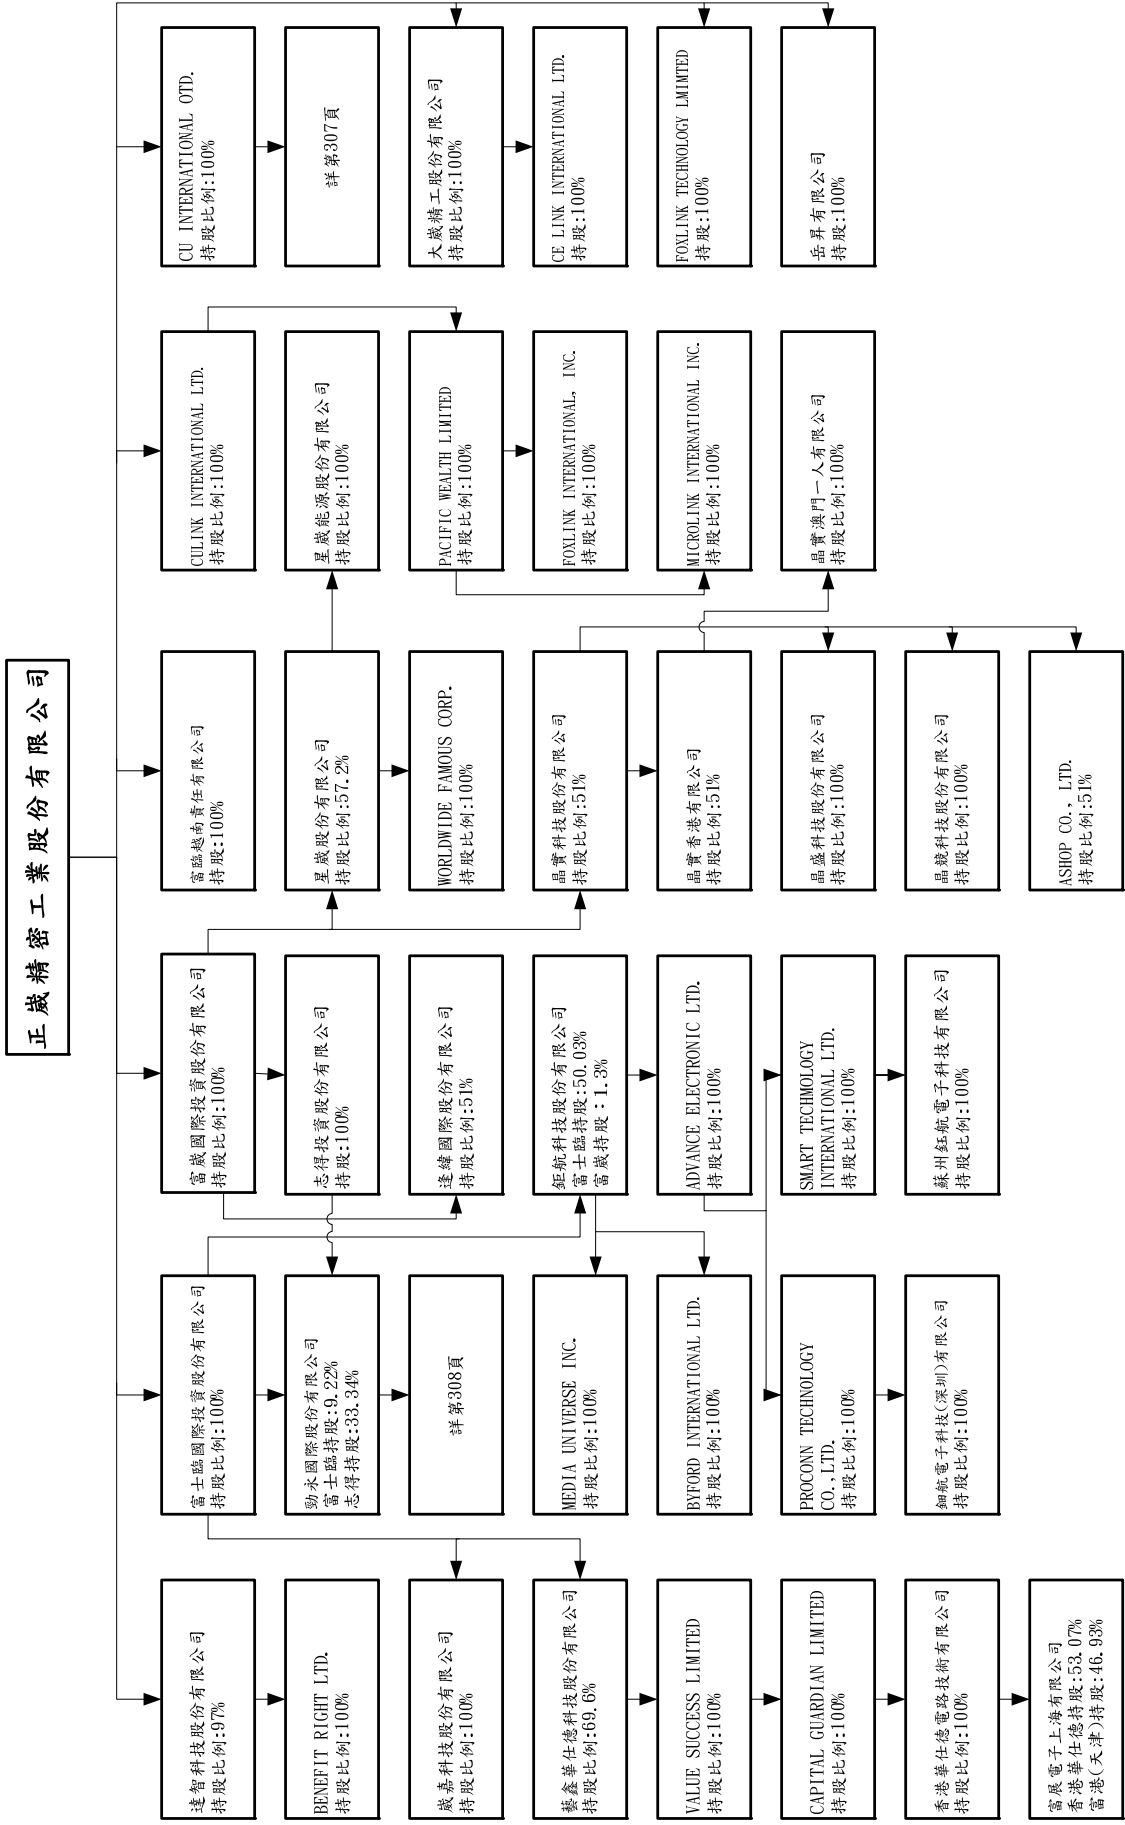 正崴精密工業股份有限公司
達智科技股份有限公司
持股比例:97%
BENEFIT RIGHT LTD.
持股比例:100%
崴嘉科技股份有限公司
持股比例:100%
藝鑫華仕德科技股份有限公司
持股比例:69.6%
VALUE SUCCESS LIMITED
持股比例:100%
CAPITAL GUARDIAN LIMITED
持股比例:100%
香港華仕德電路技術有限公司
持股比例:100%
富展電子上海有限公司
香港華仕德持股:53.07%
富港(天津)持股:46.93%
富士臨國際投資股份有限公司
持股比例:100%
勁永國際股份有限公司
富士臨持股:9.22%
志得持股:33.34%
詳第308頁
MEDIA UNIVERSE INC.
持股比例:100%
BYFORD INTERNATIONAL LTD.
持股比例:100%
PROCONN TECHNOLOGY
CO.,LTD.
持股比例:100%
鈿航電子科技(深圳)有限公司
持股比例:100%
富崴國際投資股份有限公司
持股比例:100%
志得投資股份有限公司
持股:100%
逢緯國際股份有限公司
持股比例:51%
鉅航科技股份有限公司
富士臨持股:50.03%
富崴持股:1.3%
ADVANCE ELECTRONIC LTD.
持股比例:100%
SMART TECHMOLOGY
INTERNATIONAL LTD.
持股比例:100%
蘇州鈺航電子科技有限公司
持股比例:100%
富臨越南責任有限公司
持股:100%
星崴股份有限公司
持股比例:57.2%
WORLDWIDE FAMOUS CORP.
持股比例:100%
晶實科技股份有限公司
持股比例:51%
晶實香港有限公司
持股比例:51%
晶盛科技股份有限公司
持股比例:100%
晶競科技股份有限公司
持股比例:100%
ASHOP CO., LTD.
持股比例:51%
CULINK INTERNATIONAL LTD.
持股比例:100%
星崴能源股份有限公司
持股比例:100%
PACIFIC WEALTH LIMITED
持股比例:100%
FOXLINK INTERNATIONAL, INC.
持股比例:100%
MICROLINK INTERNATIONAL INC.
持股比例:100%
晶實澳門一人有限公司
持股比例:100%
CU INTERNATIONAL OTD.
持股比例:100%
詳第307頁
大崴精工股份有限公司
持股比例:100%
CE LINK INTERNATIONAL LTD.
持股:100%
FOXLINK TECHNOLOGY LMIMTED
持股:100%
岳昇有限公司
持股:100%